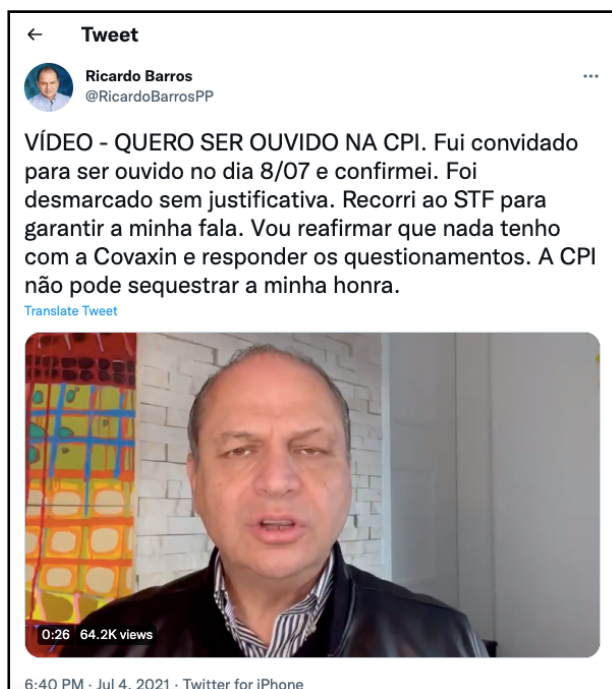 ← Tweet
Ricardo Barros
@RicardoBarrosPP
VÍDEO - QUERO SER OUVIDO NA CPI. Fui convidado
para ser ouvido no dia 8/07 e confirmei. Foi
desmarcado sem justificativa. Recorri ao STF para
garantir a minha fala. Vou reafirmar que nada tenho
com a Covaxin e responder os questionamentos. A CPI
não pode sequestrar a minha honra.
Translate Tweet
0:26 64.2K views
6:40 PM · Jul 4, 2021 · Twitter for iPhone